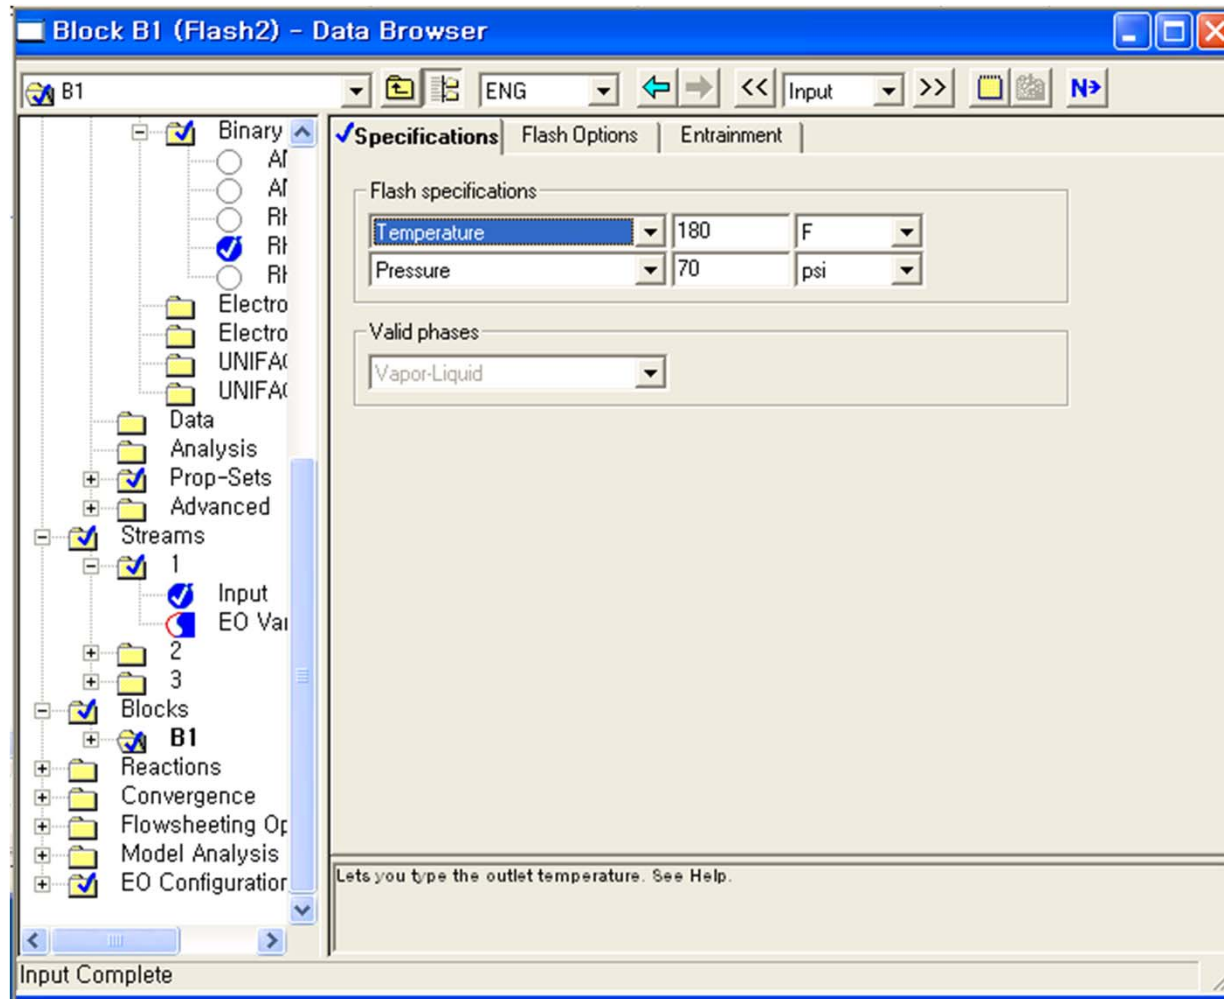 Block B1 (Flash2) - Data Browser
B1
ENG
<<
Input
>>
N>
Binary
Electro
Electro
UNIFA
UNIFA
Data
Analysis
Prop-Sets
Advanced
Streams
1
Input
EO Var
2
3
Blocks
B1
Reactions
Convergence
Flowsheeting Op
Model Analysis
EO Configuration
Specifications
Flash Options
Entrainment
Flash specifications
Temperature 180 F
Pressure 70 psi
Valid phases
Vapor-Liquid
Lets you type the outlet temperature. See Help.
Input Complete